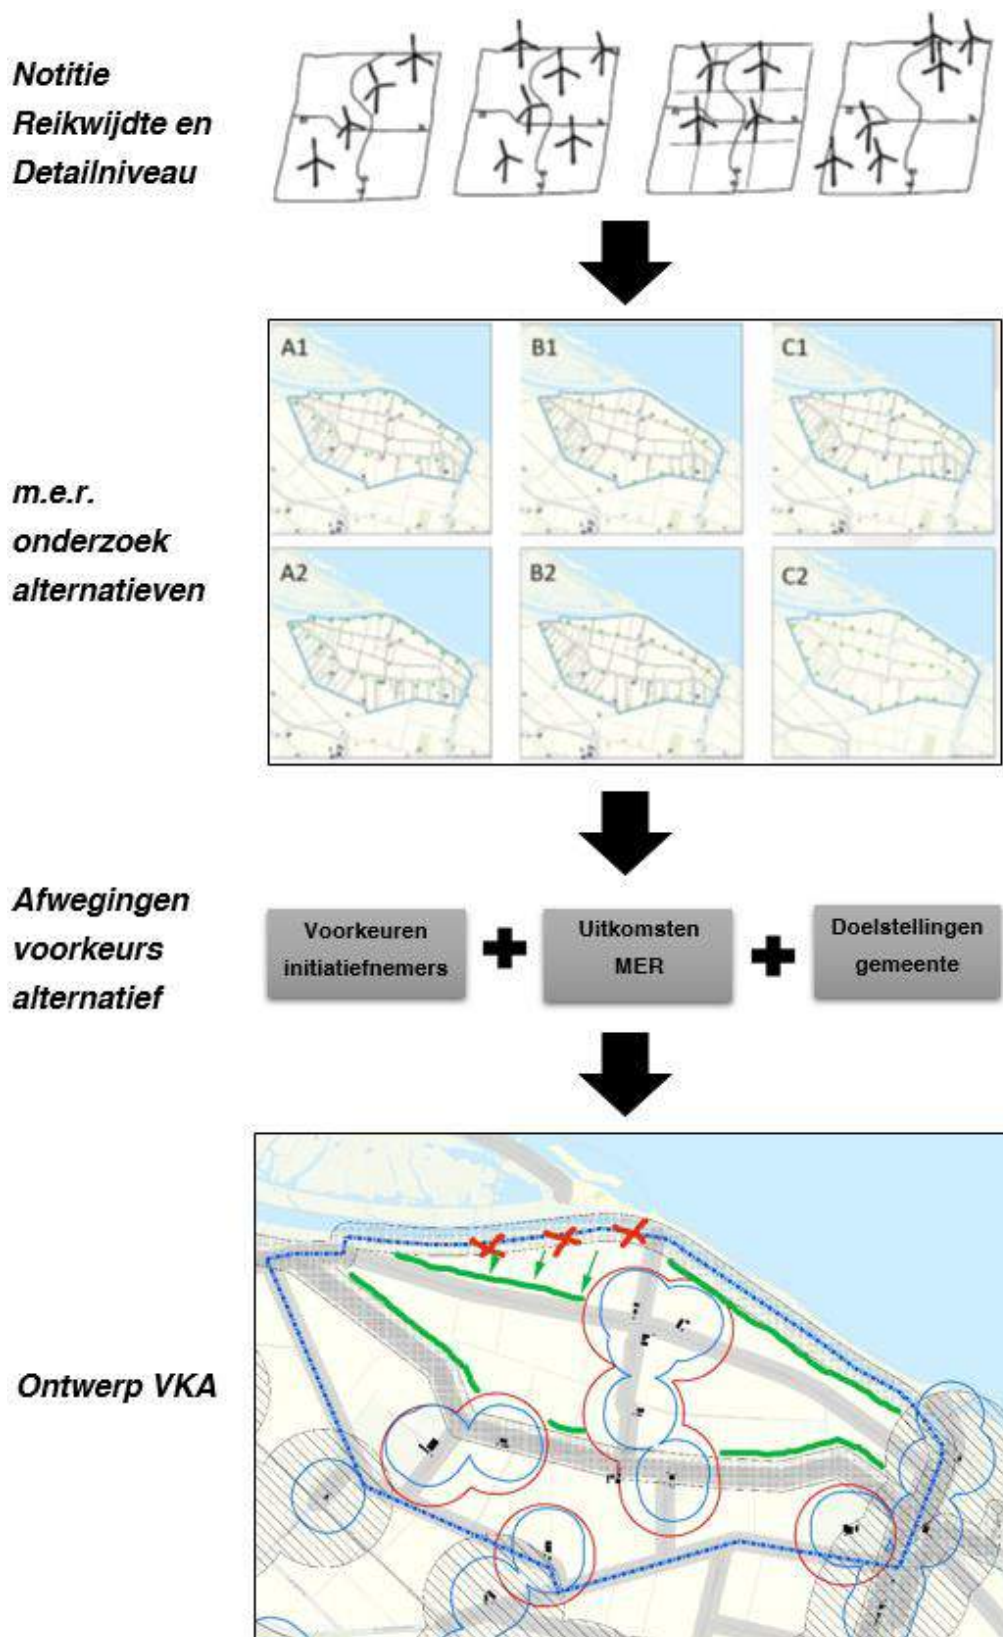 Notitie
Reikwijdte en
Detailniveau
A1
B1
C1
m.e.r.
onderzoek
alternatieven
A2
B2
C2
Afwegingen
voorkeurs
alternatief
Voorkeuren
initiatiefnemers
Uitkomsten
MER
Doelstellingen
gemeente
Ontwerp VKA